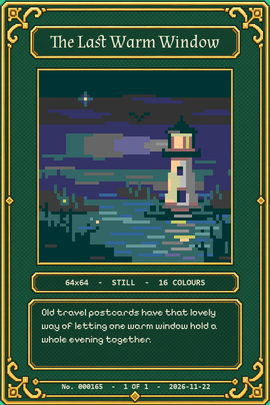 The Last Warm Window
64x64 - STILL - 16 COLOURS
Old travel postcards have that lovely
way of letting one warm window hold a
whole evening together.
No. 000165 - 1 OF 1 - 2026-11-22